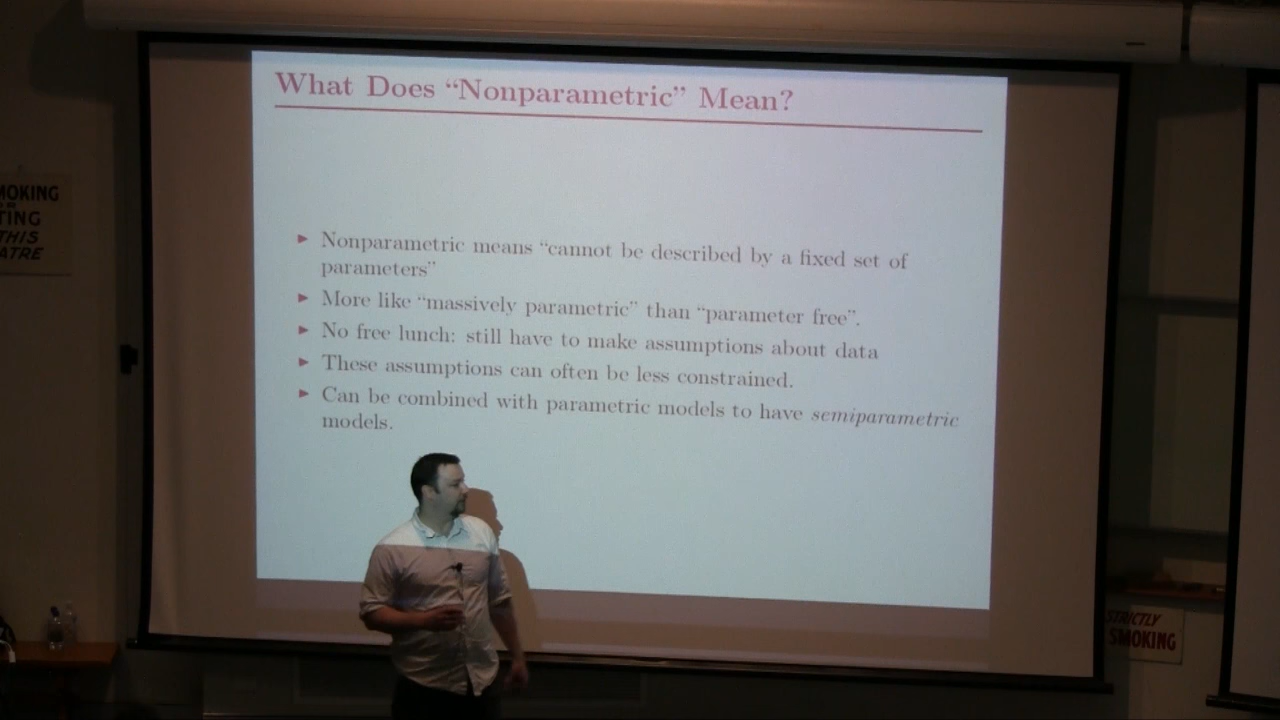 What Does “Nonparametric” Mean?
Nonparametric means “cannot be described by a fixed set of
parameters”
More like “massively parametric” than “parameter free”.
No free lunch: still have to make assumptions about data
These assumptions can often be less constrained.
Can be combined with parametric models to have semiparametric
models.
MOKING
TING
THIS
ATRE
STRICTLY
SMOKING